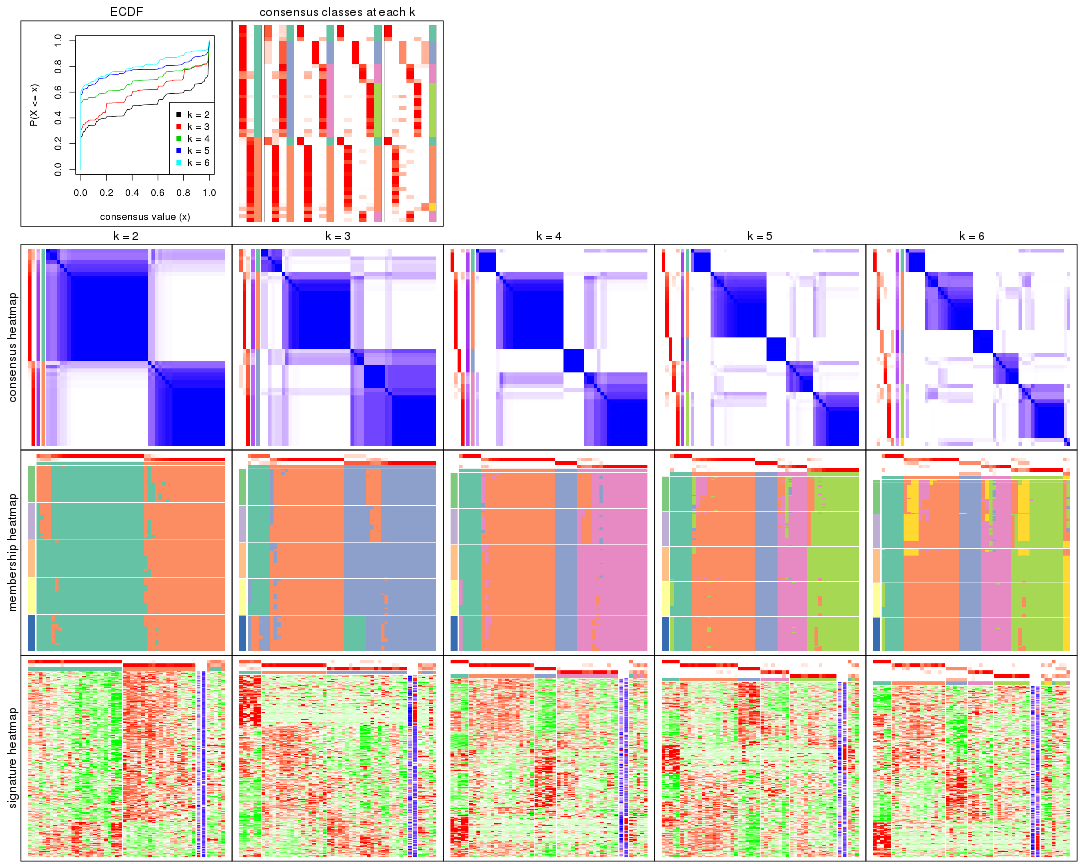 ECDF
consensus classes at each k
P(X <= x)
0.0 0.2 0.4 0.6 0.8 1.0
k = 2
k = 3
k = 4
k = 5
k = 6
0.0 0.2 0.4 0.6 0.8 1.0
consensus value (x)
k = 2 k = 3 k = 4 k = 5 k = 6
consensus heatmap
membership heatmap
signature heatmap